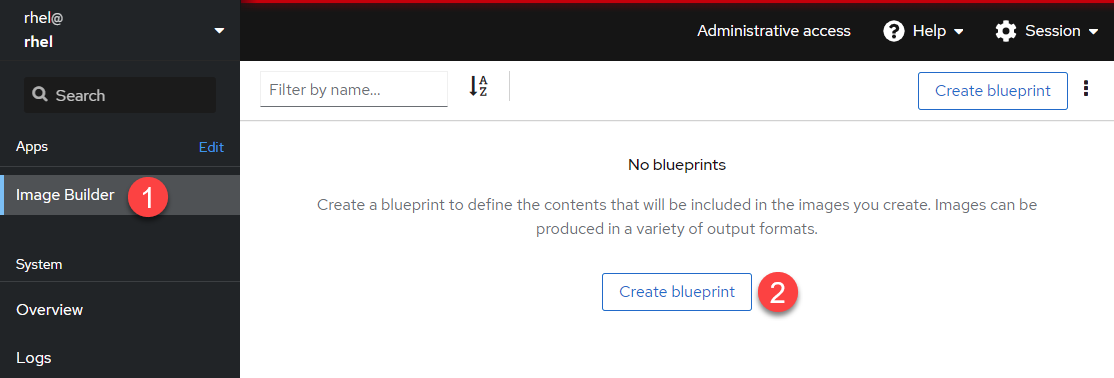 rhel@
rhel
Administrative access
Help
Session
Search
Filter by name...
A
Z
Create blueprint
Apps
Edit
Image Builder
1
No blueprints
Create a blueprint to define the contents that will be included in the images you create. Images can be
produced in a variety of output formats.
Create blueprint
2
System
Overview
Logs